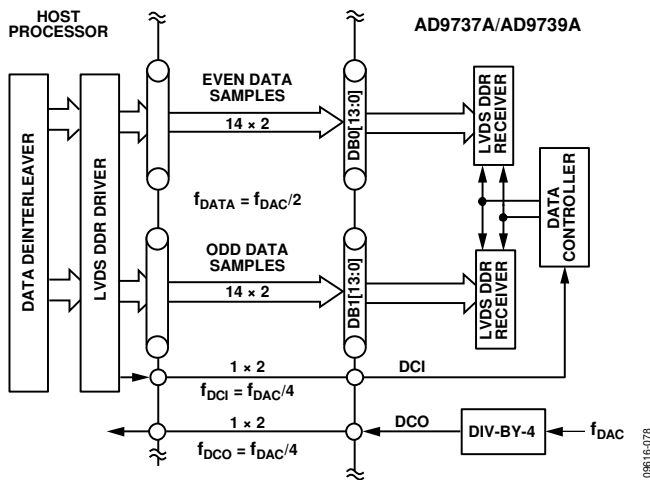 HOST
PROCESSOR
AD9737A/AD9739A
DATA DEINTERLEAVER
LVDS DDR DRIVER
EVEN DATA
SAMPLES
14 × 2
DB0[13:0]
LVDS DDR
RECEIVER
fDATA = fDAC/2
DATA
CONTROLLER
ODD DATA
SAMPLES
14 × 2
DB1[13:0]
LVDS DDR
RECEIVER
1 × 2
DCI
fDCI = fDAC/4
1 × 2
DCO
DIV-BY-4
fDAC
fDCO = fDAC/4
09616-078